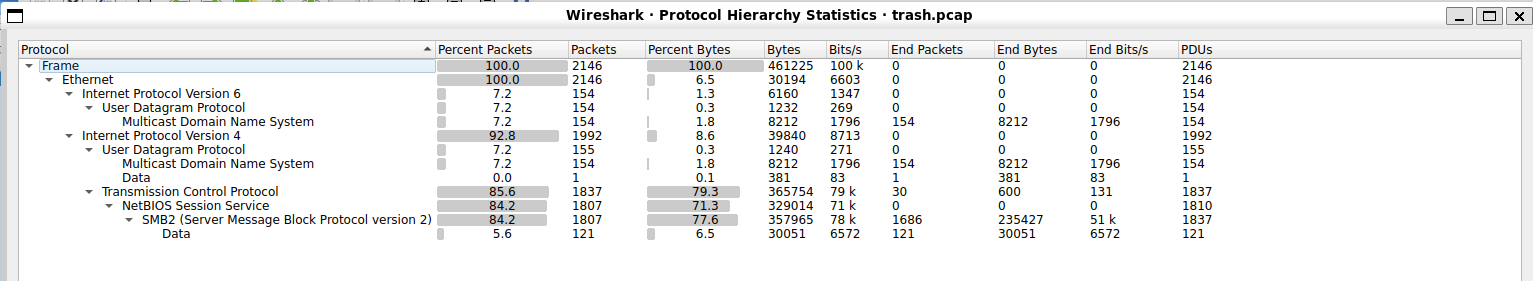 Wireshark · Protocol Hierarchy Statistics · trash.pcap
Protocol Percent Packets Packets Percent Bytes Bytes Bits/s End Packets End Bytes End Bits/s PDUs
Frame 100.0 2146 100.0 461225 100 k 0 0 0 2146
Ethernet 100.0 2146 6.5 30194 6603 0 0 0 2146
Internet Protocol Version 6 7.2 154 1.3 6160 1347 0 0 0 154
User Datagram Protocol 7.2 154 0.3 1232 269 0 0 0 154
Multicast Domain Name System 7.2 154 1.8 8212 1796 154 8212 1796 154
Internet Protocol Version 4 92.8 1992 8.6 39840 8713 0 0 0 1992
User Datagram Protocol 7.2 155 0.3 1240 271 0 0 0 155
Multicast Domain Name System 7.2 154 1.8 8212 1796 154 8212 1796 154
Data 0.0 1 0.1 381 83 1 381 83 1
Transmission Control Protocol 85.6 1837 79.3 365754 79 k 30 600 131 1837
NetBIOS Session Service 84.2 1807 71.3 329014 71 k 0 0 0 1810
SMB2 (Server Message Block Protocol version 2) 84.2 1807 77.6 357965 78 k 1686 235427 51 k 1837
Data 5.6 121 6.5 30051 6572 121 30051 6572 121